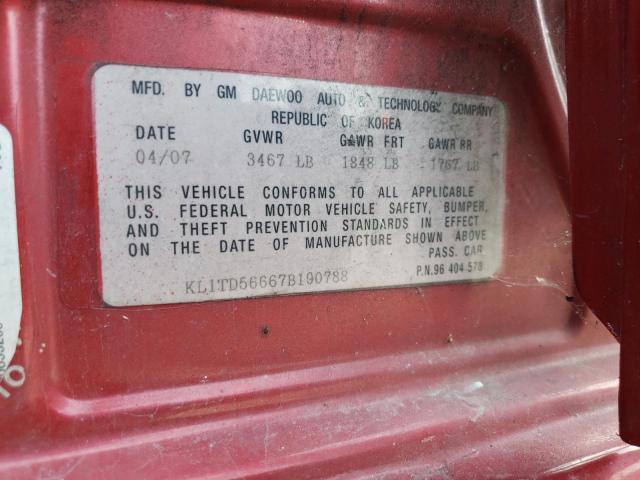 MFD. BY GM DAEWOO AUTO & TECHNOLOGY COMPANY
REPUBLIC OF KOREA
DATE GVWR GAWR FRT GAWR RR
04/07 3467 LB 1848 LB 1767 LB
THIS VEHICLE CONFORMS TO ALL APPLICABLE
U.S. FEDERAL MOTOR VEHICLE SAFETY, BUMPER,
AND THEFT PREVENTION STANDARDS IN EFFECT
ON THE DATE OF MANUFACTURE SHOWN ABOVE
PASS. CAR
KL1TD56667B190788 P.N.96 404 578